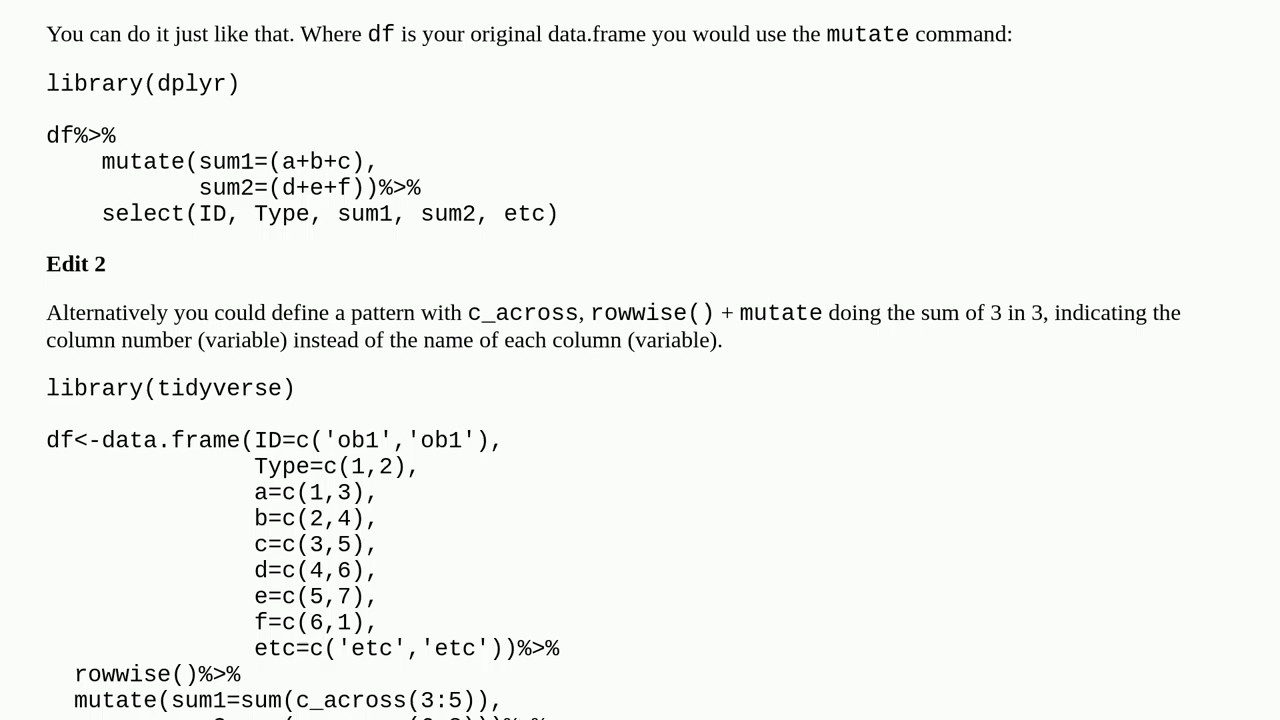 You can do it just like that. Where df is your original data.frame you would use the mutate command:
library(dplyr)
df%>%
    mutate(sum1=(a+b+c),
           sum2=(d+e+f))%>%
    select(ID, Type, sum1, sum2, etc)
Edit 2
Alternatively you could define a pattern with c_across, rowwise() + mutate doing the sum of 3 in 3, indicating the
column number (variable) instead of the name of each column (variable).
library(tidyverse)
df<-data.frame(ID=c('ob1','ob1'),
               Type=c(1,2),
               a=c(1,3),
               b=c(2,4),
               c=c(3,5),
               d=c(4,6),
               e=c(5,7),
               f=c(6,1),
               etc=c('etc','etc'))%>%
  rowwise()%>%
  mutate(sum1=sum(c_across(3:5)),